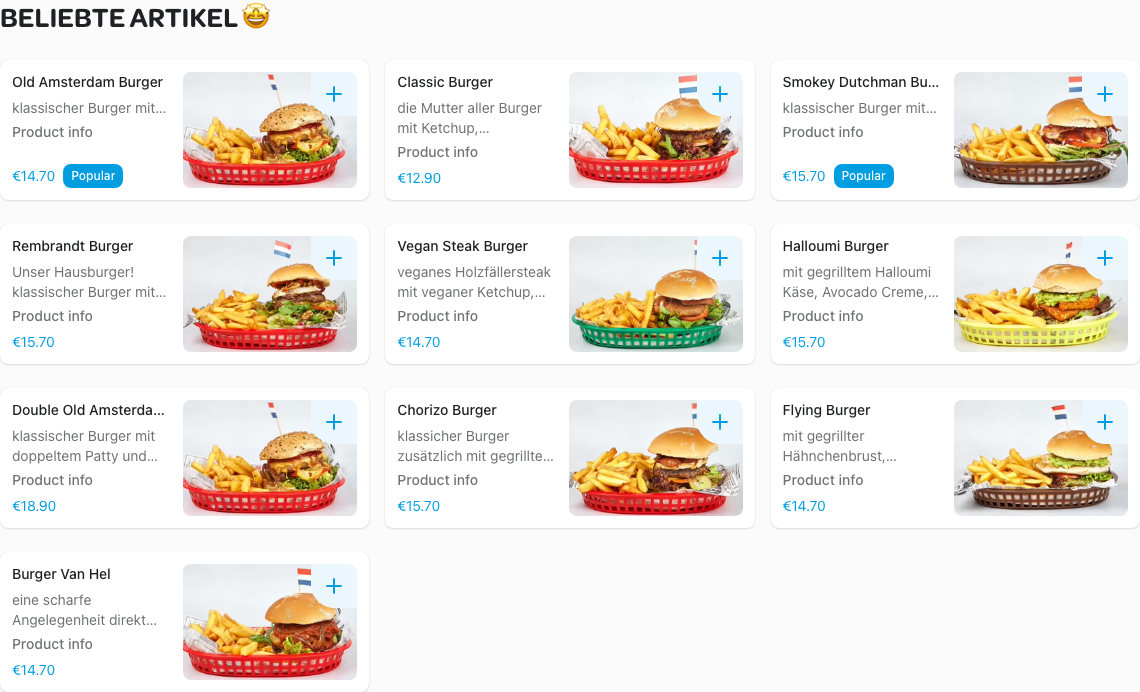 BELIEBTE ARTIKEL 🤩
Old Amsterdam Burger
klassischer Burger mit...
Product info
€14.70 Popular
Classic Burger
die Mutter aller Burger
mit Ketchup,...
Product info
€12.90
Smokey Dutchman Bu...
klassischer Burger mit...
Product info
€15.70 Popular
Rembrandt Burger
Unser Hausburger!
klassischer Burger mit...
Product info
€15.70
Vegan Steak Burger
veganes Holzfällersteak
mit veganer Ketchup,...
Product info
€14.70
Halloumi Burger
mit gegrilltem Halloumi
Käse, Avocado Creme,...
Product info
€15.70
Double Old Amsterda...
klassischer Burger mit
doppeltem Patty und...
Product info
€18.90
Chorizo Burger
klassicher Burger
zusätzlich mit gegrillte...
Product info
€15.70
Flying Burger
mit gegrillter
Hähnchenbrust,...
Product info
€14.70
Burger Van Hel
eine scharfe
Angelegenheit direkt...
Product info
€14.70